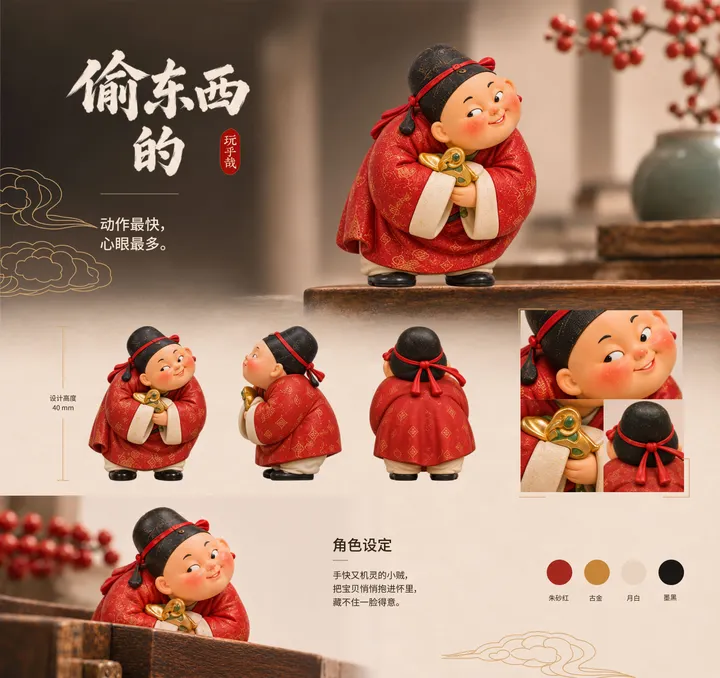 偷东西
的
玩乎哉
动作最快，
心眼最多。
设计高度
40 mm
角色设定
手快又机灵的小贼，
把宝贝悄悄抱进怀里，
藏不住一脸得意。
朱砂红
古金
月白
墨黑